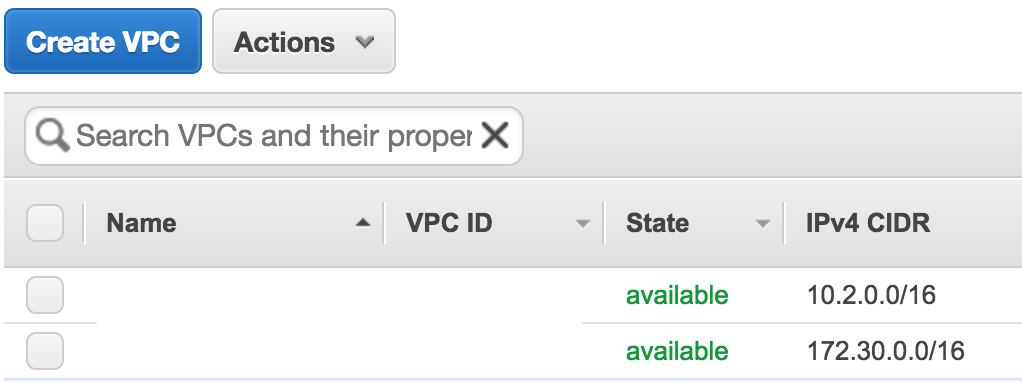 Create VPC Actions
Search VPCs and their proper
Name VPC ID State IPv4 CIDR
available 10.2.0.0/16
available 172.30.0.0/16